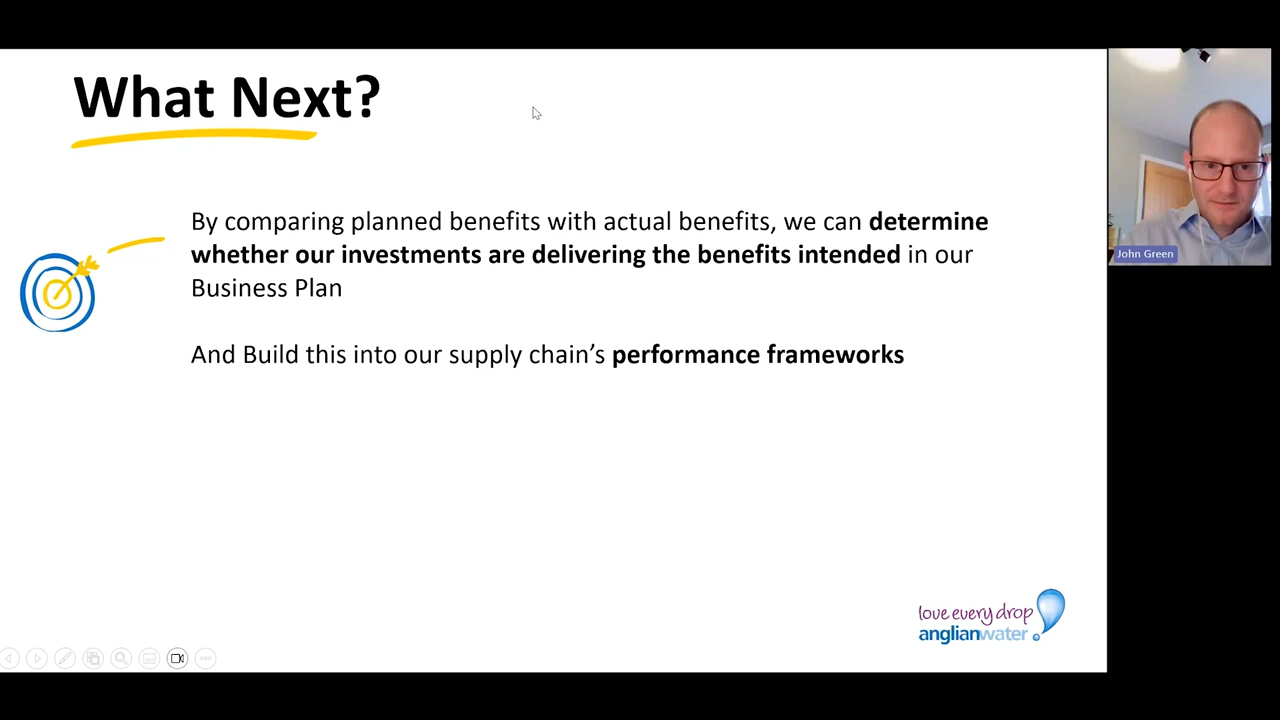 What Next?
By comparing planned benefits with actual benefits, we can determine
whether our investments are delivering the benefits intended in our
Business Plan
And Build this into our supply chain’s performance frameworks
John Green
love every drop
anglianwater